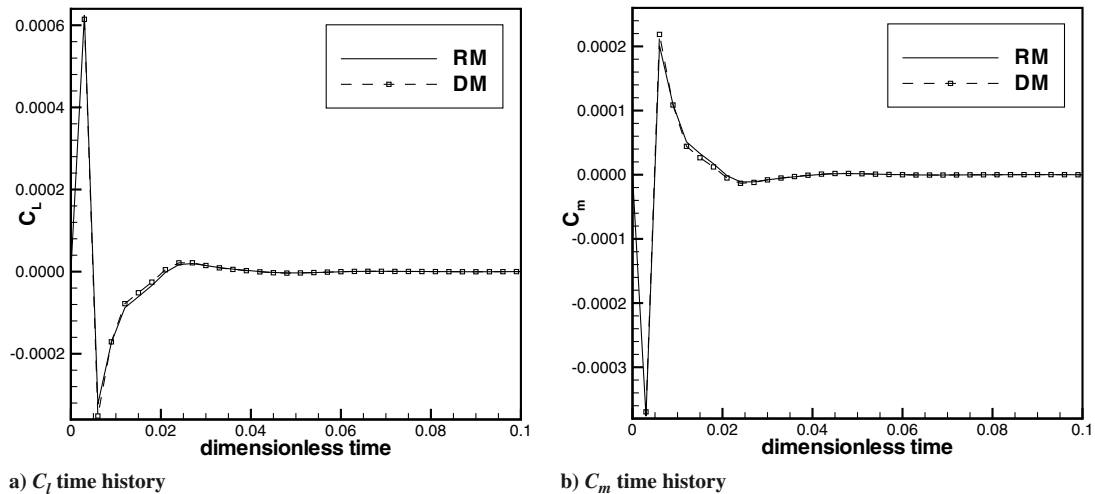 0.0006
0.0004
0.0002
0.0000
-0.0002
C_L
RM
DM
0 0.02 0.04 0.06 0.08 0.1
dimensionless time
a) C_l time history
0.0002
0.0001
0.0000
-0.0001
-0.0002
-0.0003
C_m
RM
DM
0 0.02 0.04 0.06 0.08 0.1
dimensionless time
b) C_m time history